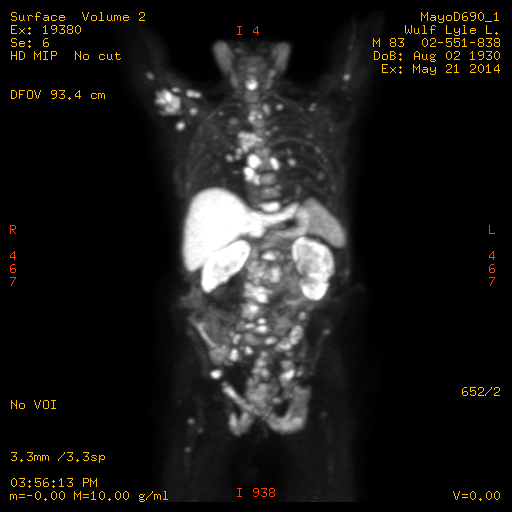 Surface Volume 2
Ex: 19380
Se: 6
HD MIP No cut
DFOV 93.4 cm
I 4
MayoD690_1
Wulf Lyle L.
M 83 02-551-838
DoB: Aug 02 1930
Ex: May 21 2014
R
4
6
7
L
4
6
7
No VOI
652/2
3.3mm /3.3sp
03:56:13 PM
m=-0.00 M=10.00 g/ml
I 938
V=0.00